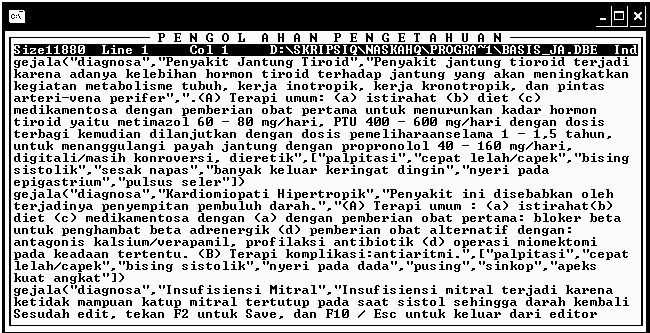 C:\
P E N G O L A H A N   P E N G E T A H U A N
Size11880  Line 1     Col 1     D:\SKRIPSIQ\NASKAHQ\PROGRA~1\BASIS_JA.DBE  Ind
gejala("diagnosa","Penyakit Jantung Tiroid","Penyakit jantung tioroid terjadi
karena adanya kelebihan hormon tiroid terhadap jantung yang akan meningkatkan
kegiatan metabolisme tubuh, kerja inotropik, kerja kronotropik, dan pintas
arteri-vena perifer",".(A) Terapi umum: (a) istirahat (b) diet (c)
medikamentosa dengan pemberian obat pertama untuk menurunkan kadar hormon
tiroid yaitu metimazol 60 - 80 mg/hari, PTU 400 - 600 mg/hari dengan dosis
terbagi kemudian dilanjutkan dengan dosis pemeliharaanselama 1 - 1,5 tahun,
untuk menanggulangi payah jantung dengan propronolol 40 - 160 mg/hari,
digitali/masih konroversi, dieretik",["palpitasi","cepat lelah/capek","bising
sistolik","sesak napas","banyak keluar keringat dingin","nyeri pada
epigastrium","pulsus seler"])
gejala("diagnosa","Kardiomiopati Hipertropik","Penyakit ini disebabkan oleh
terjadinya penyempitan pembuluh darah.","(A) Terapi umum : (a) istirahat(b)
diet (c) medikamentosa dengan (a) dengan pemberian obat pertama: bloker beta
untuk penghambat beta adrenergik (d) pemberian obat alternatif dengan:
antagonis kalsium/verapamil, profilaksi antibiotik (d) operasi miomektomi
pada keadaan tertentu. (B) Terapi komplikasi:antiaritmi.",["palpitasi","cepat
lelah/capek","bising sistolik","nyeri pada dada","pusing","sinkop","apeks
kuat angkat"])
gejala("diagnosa","Insufisiensi Mitral","Insufisiensi mitral terjadi karena
ketidak mampuan katup mitral tertutup pada saat sistol sehingga darah kembali
Sesudah edit, tekan F2 untuk Save, dan F10 / Esc untuk keluar dari editor